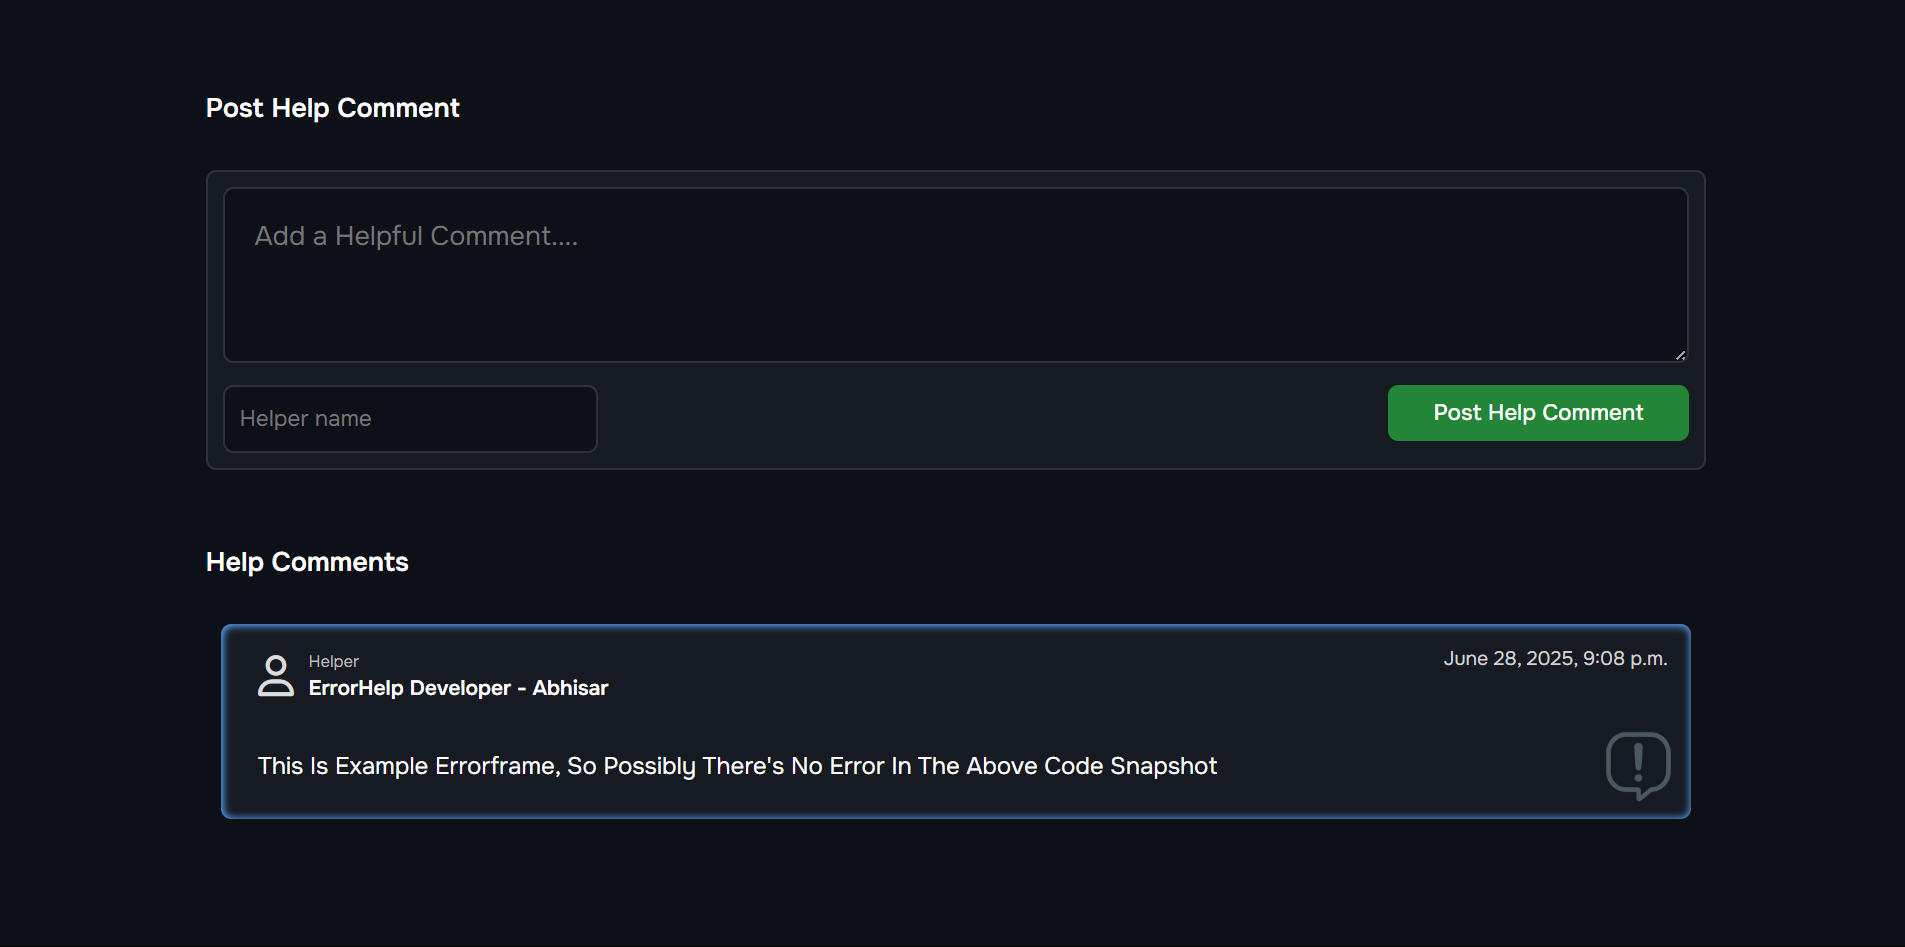 Post Help Comment
Add a Helpful Comment....
Helper name
Post Help Comment
Help Comments
Helper
June 28, 2025, 9:08 p.m.
ErrorHelp Developer - Abhisar
This Is Example Errorframe, So Possibly There's No Error In The Above Code Snapshot